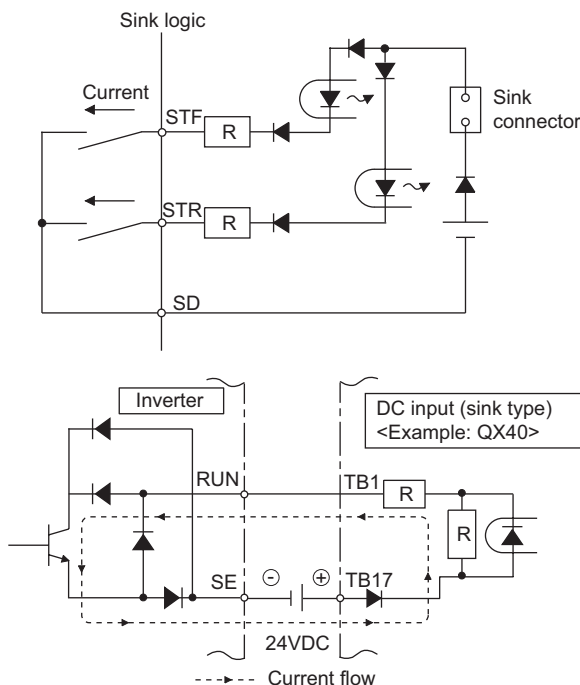 Sink logic
Current
STF
R
Sink
connector
STR
R
SD
Inverter
DC input (sink type)
<Example: QX40>
RUN
TB1
R
R
SE
-
+
TB17
24VDC
Current flow